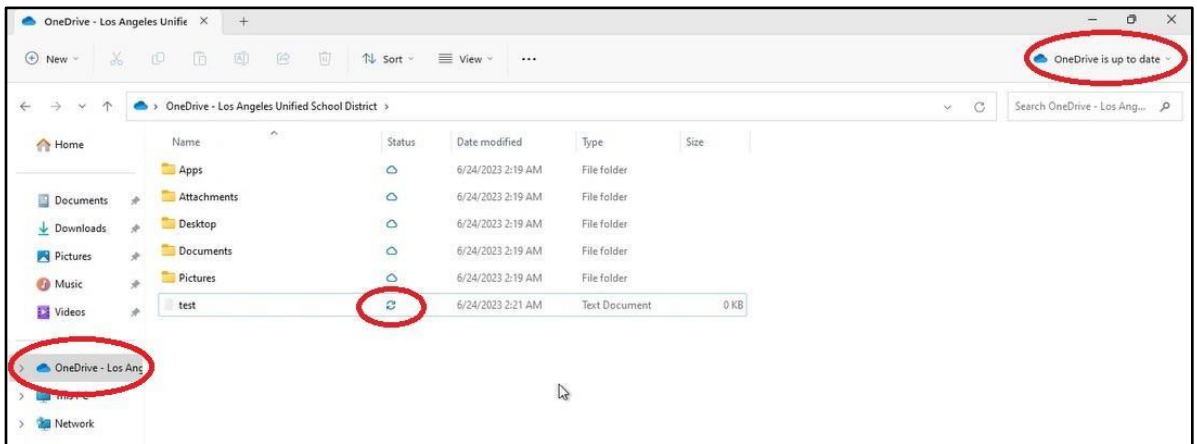 OneDrive - Los Angeles Unifie
New Sort View ...
OneDrive is up to date
OneDrive - Los Angeles Unified School District
Search OneDrive - Los Ang...
Home
Documents
Downloads
Pictures
Music
Videos
OneDrive - Los Ang
Network
Name Status Date modified Type Size
Apps 6/24/2023 2:19 AM File folder
Attachments 6/24/2023 2:19 AM File folder
Desktop 6/24/2023 2:19 AM File folder
Documents 6/24/2023 2:19 AM File folder
Pictures 6/24/2023 2:19 AM File folder
test 6/24/2023 2:21 AM Text Document 0 KB